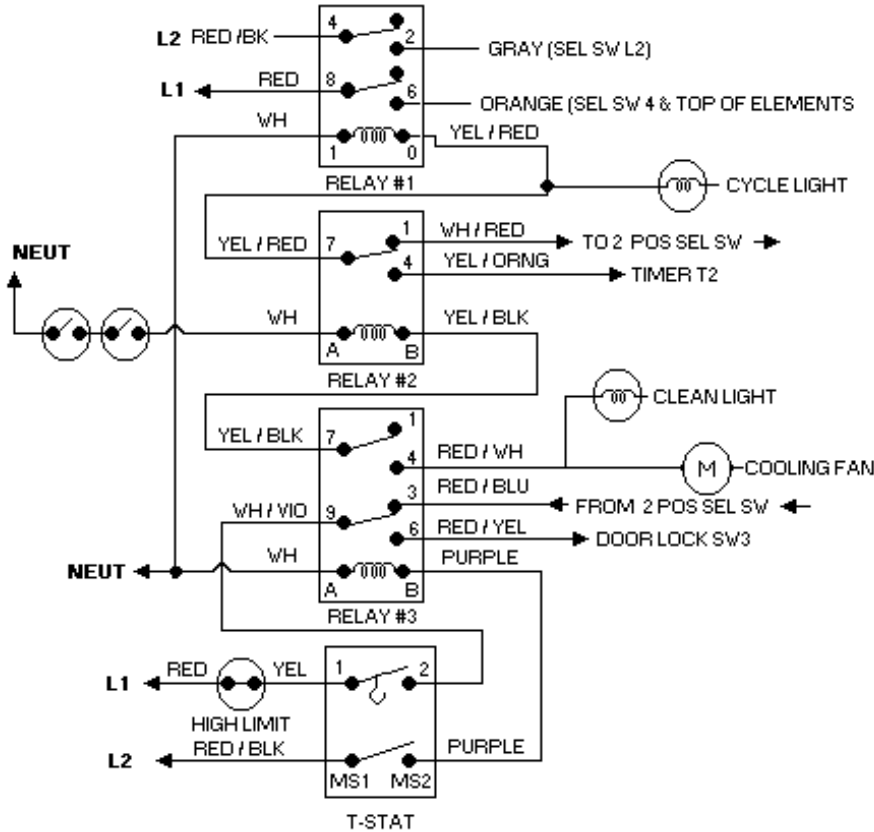 4
L2 RED / BK
2
GRAY (SEL SW L2)
L1 RED 8
6
ORANGE (SEL SW 4 & TOP OF ELEMENTS
WH
YEL / RED
1 0
RELAY #1
CYCLE LIGHT
1
WH / RED
TO 2 POS SEL SW
YEL / RED 7
4
YEL / ORNG
TIMER T2
NEUT
WH
YEL / BLK
A B
RELAY #2
CLEAN LIGHT
1
YEL / BLK 7
4
RED / WH
M
COOLING FAN
RED / BLU
3
FROM 2 POS SEL SW
WH / VIO 9
6
RED / YEL
DOOR LOCK SW3
NEUT
WH
PURPLE
A B
RELAY #3
L1 RED YEL 1 2
HIGH LIMIT
L2 RED / BLK
PURPLE
MS1 MS2
T-STAT